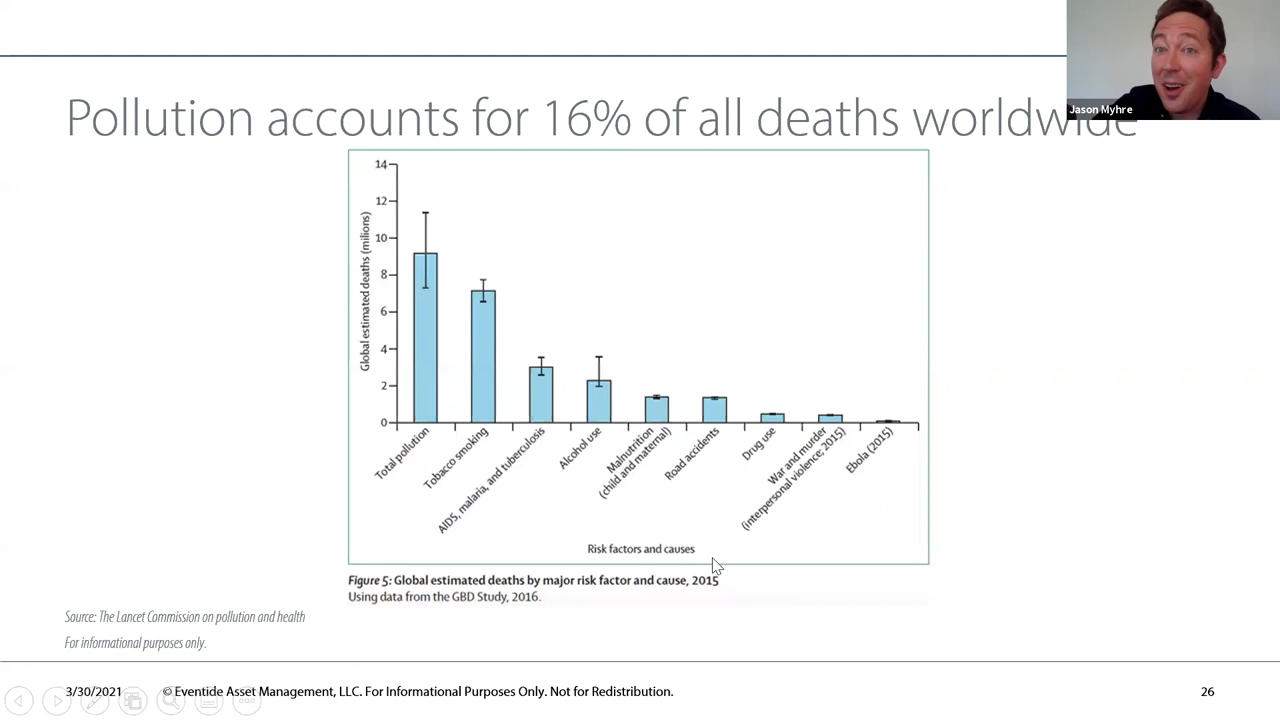 Jason Myhre
Pollution accounts for 16% of all deaths worldwide
Global estimated deaths (milions)
14
12
10
8
6
4
2
0
Total pollution
Tobacco smoking
AIDS, malaria, and tuberculosis
Alcohol use
Malnutrition
(child and maternal)
Road accidents
Drug use
War and murder
(interpersonal violence; 2015)
Ebola (2015)
Risk factors and causes
Figure 5: Global estimated deaths by major risk factor and cause, 2015
Using data from the GBD Study, 2016.
Source: The Lancet Commission on pollution and health
For informational purposes only.
3/30/2021
© Eventide Asset Management, LLC. For Informational Purposes Only. Not for Redistribution.
26